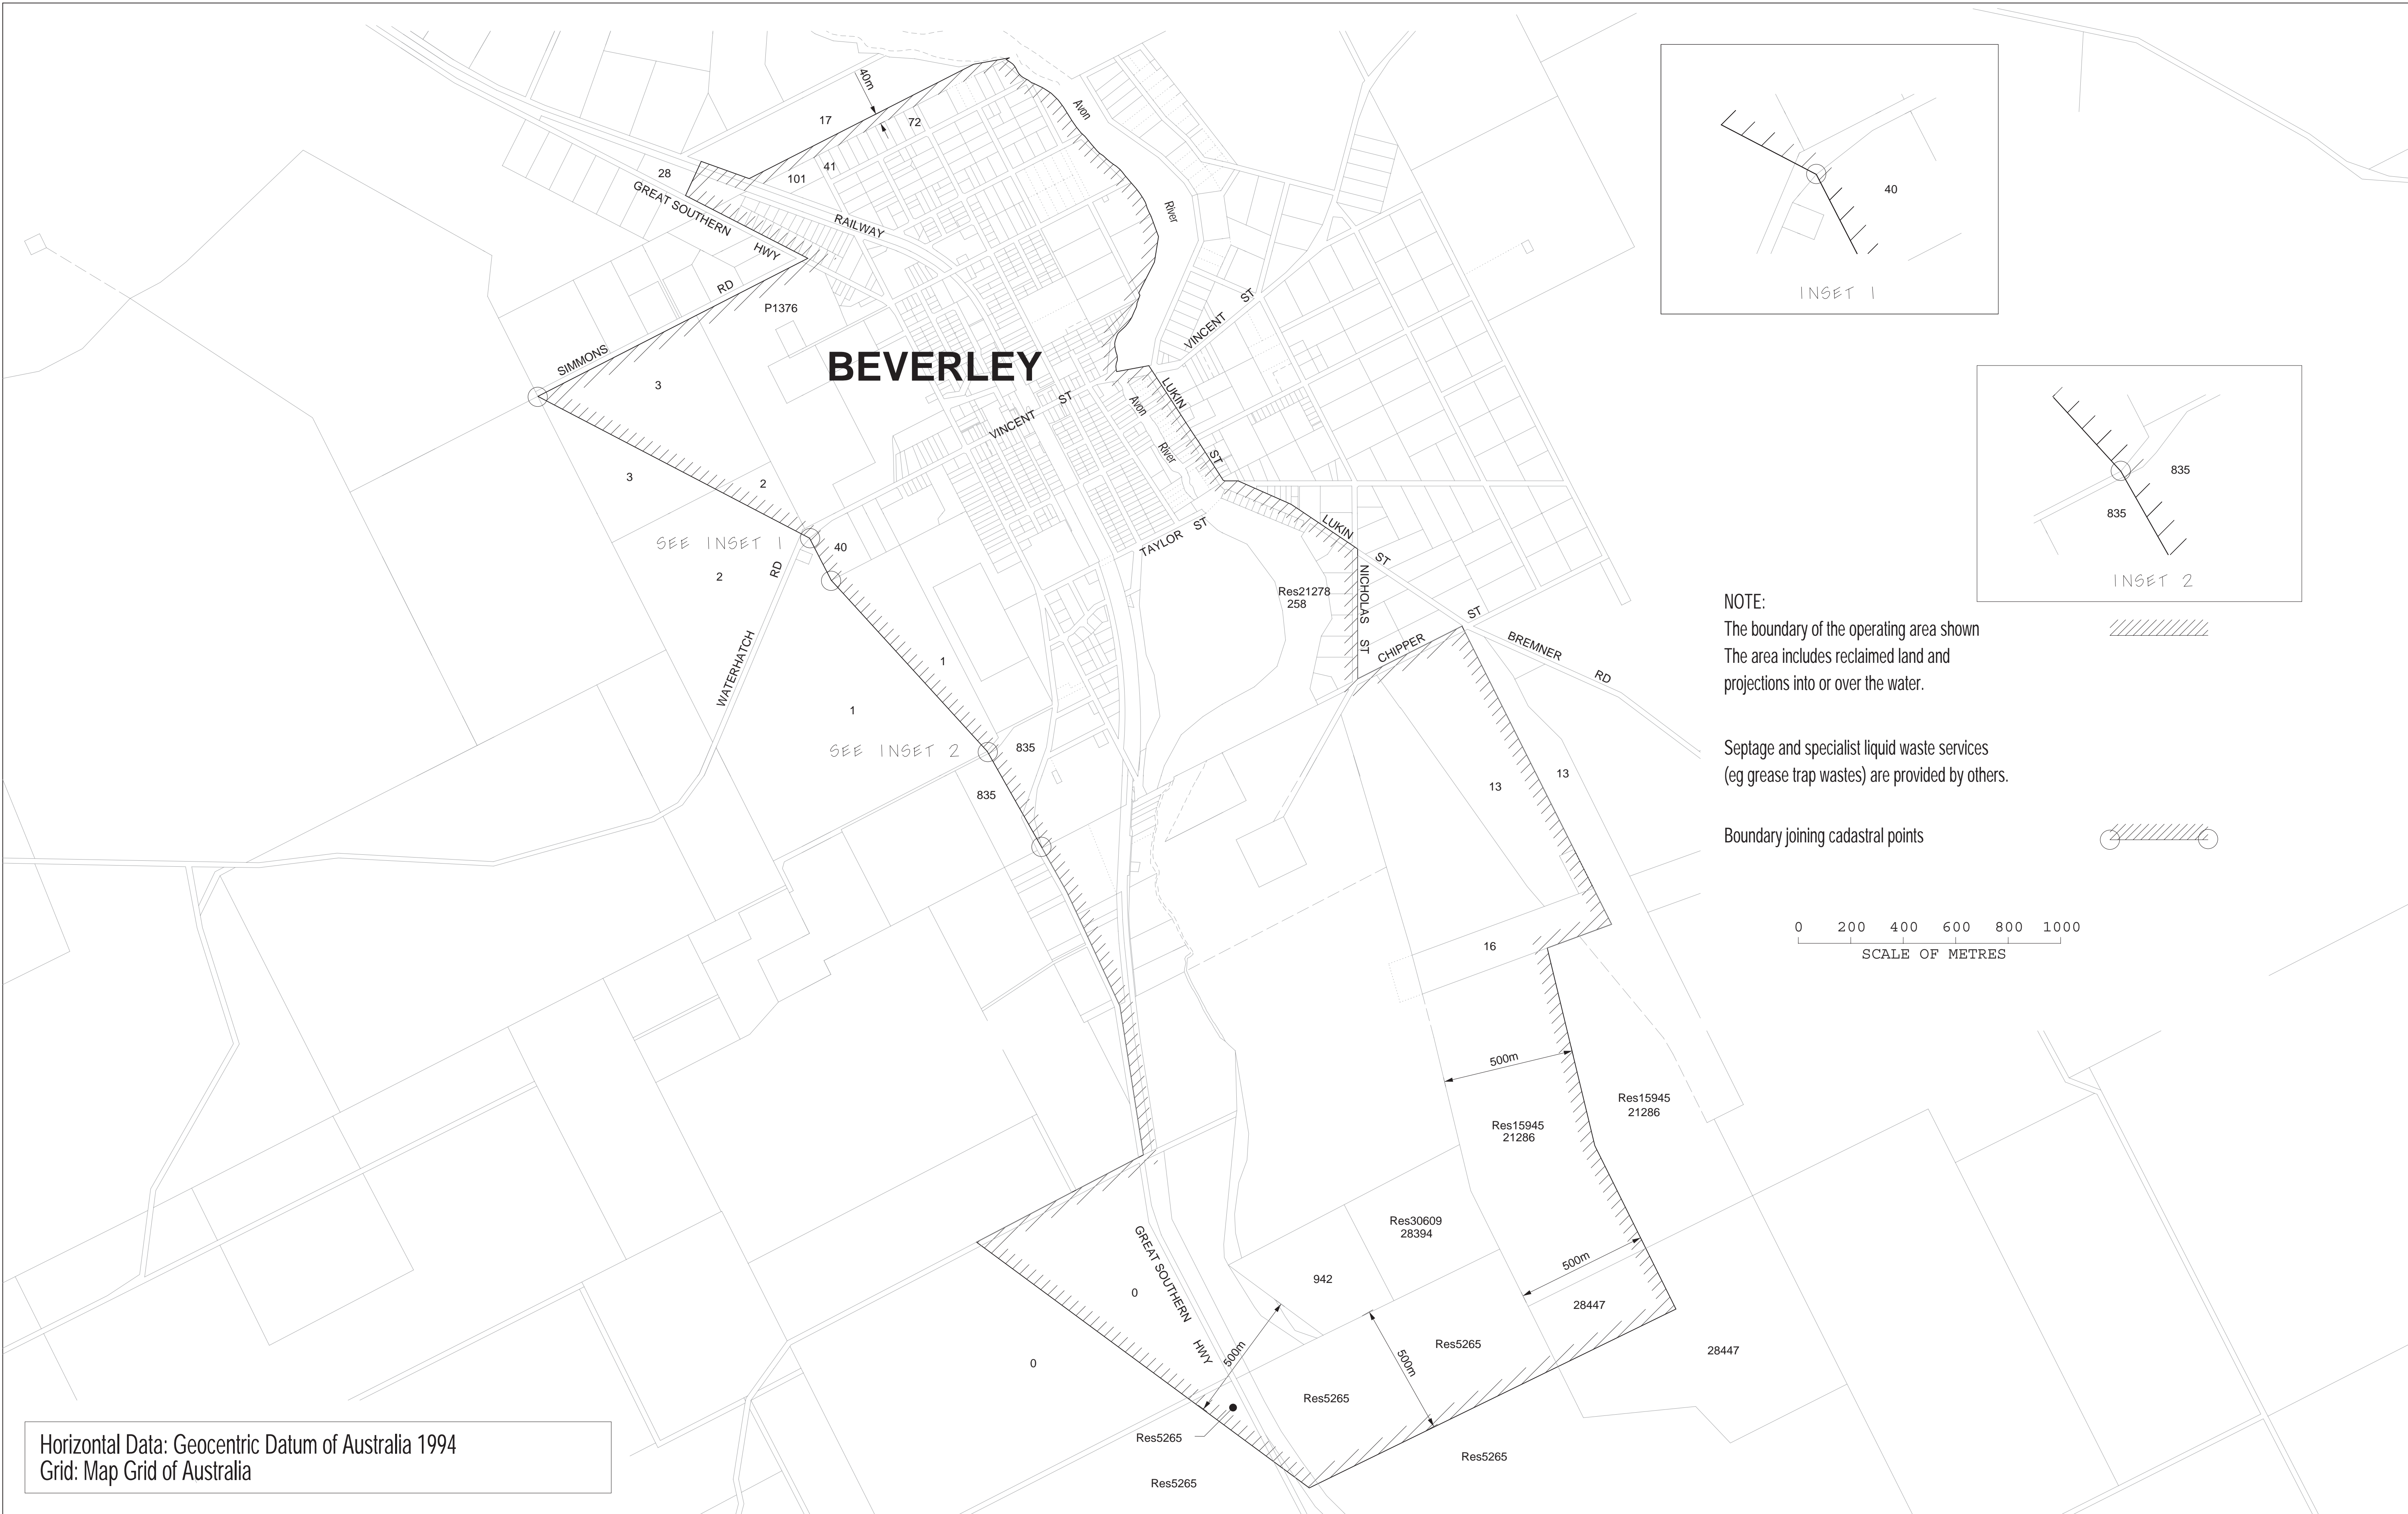 40m
17
72
Avon
41
101
28
GREAT SOUTHERN HWY
RAILWAY
River
SIMMONS RD
P1376
3
BEVERLEY
VINCENT ST
VINCENT ST
LUKIN ST
Avon
River
3
2
SEE INSET 1
40
2
WATERHATCH RD
TAYLOR ST
LUKIN ST
Res21278
258
NICHOLAS ST
CHIPPER ST
BREMNER RD
1
1
SEE INSET 2
835
835
13
13
16
500m
Res15945
21286
Res15945
21286
Res30609
28394
942
500m
28447
28447
GREAT SOUTHERN HWY
0
0
500m
500m
Res5265
Res5265
Res5265
Res5265
Res5265
40
INSET 1
835
835
INSET 2
NOTE:
The boundary of the operating area shown
The area includes reclaimed land and
projections into or over the water.
Septage and specialist liquid waste services
(eg grease trap wastes) are provided by others.
Boundary joining cadastral points
0 200 400 600 800 1000
SCALE OF METRES
Horizontal Data: Geocentric Datum of Australia 1994
Grid: Map Grid of Australia